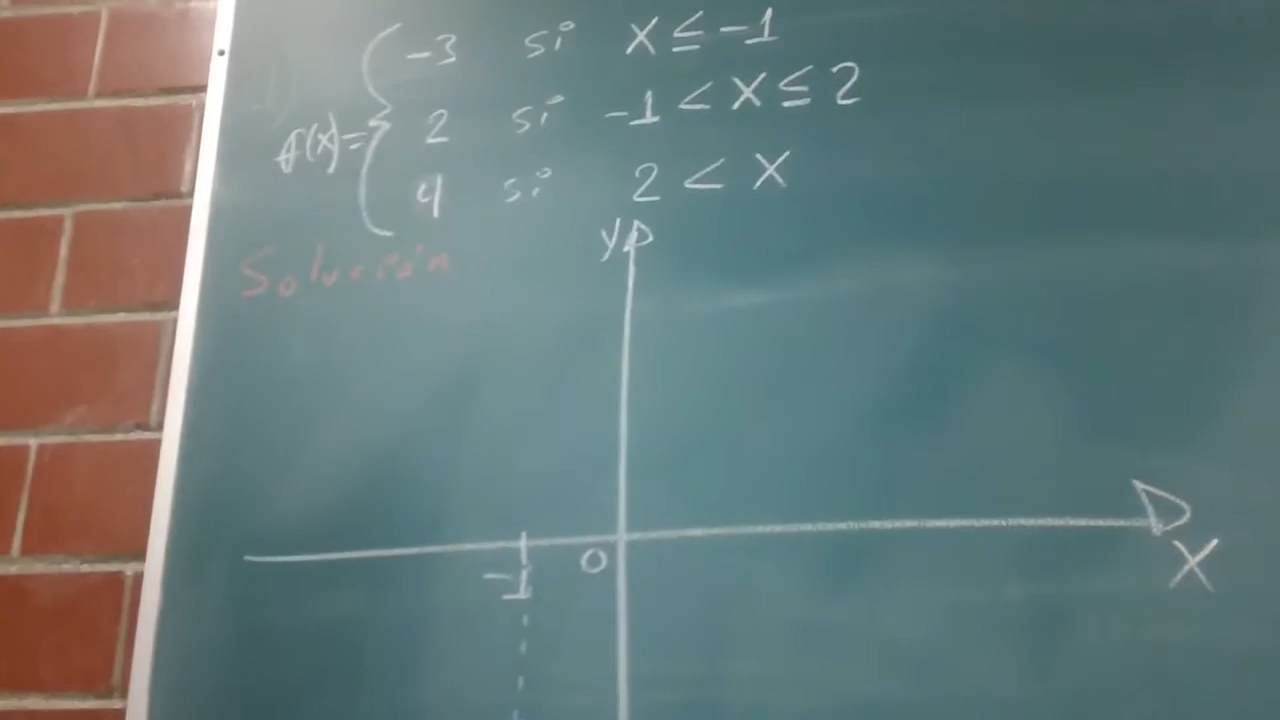 -3 si x ≤ -1
f(x)= 2 si -1 < x ≤ 2
4 si 2 < x
Solución
y
-1 0
x